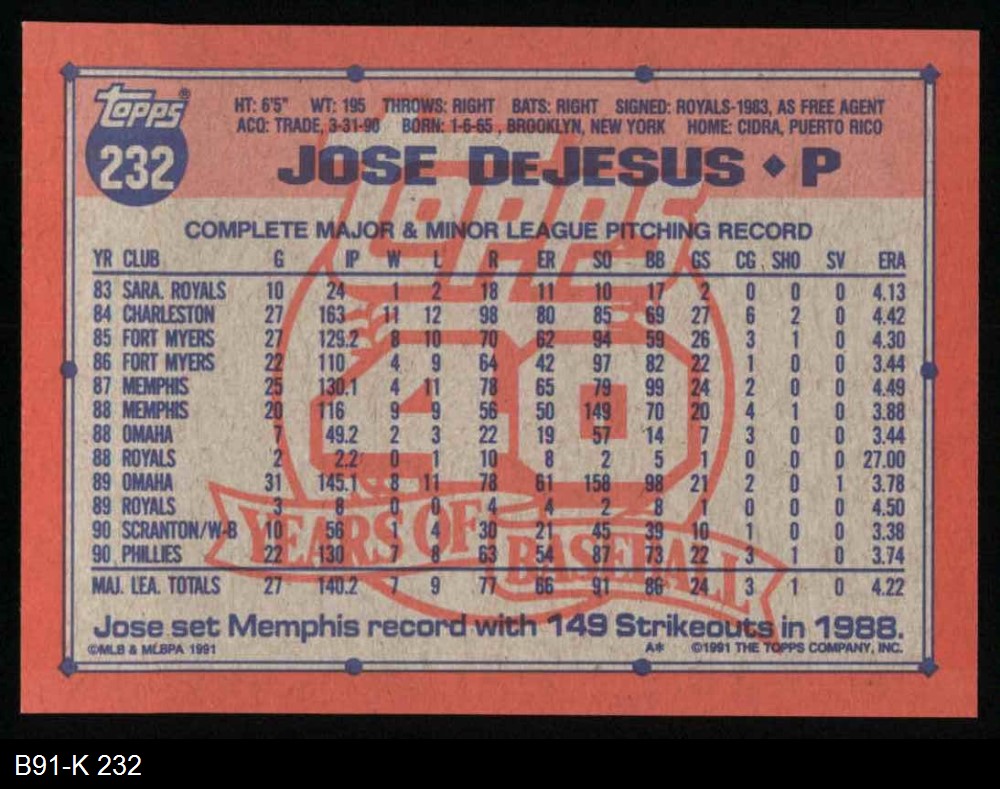 Topps®
232
HT: 6'5" WT: 195 THROWS: RIGHT BATS: RIGHT SIGNED: ROYALS-1983, AS FREE AGENT
ACQ: TRADE, 3-31-90 BORN: 1-6-65, BROOKLYN, NEW YORK HOME: CIDRA, PUERTO RICO
JOSE DEJESUS ♦ P
COMPLETE MAJOR & MINOR LEAGUE PITCHING RECORD
YR CLUB G IP W L R ER SO BB GS CG SHO SV ERA
83 SARA. ROYALS 10 24 1 2 18 11 10 17 2 0 0 0 4.13
84 CHARLESTON 27 163 11 12 98 80 85 69 27 6 2 0 4.42
85 FORT MYERS 27 129.2 8 10 70 62 94 59 26 3 1 0 4.30
86 FORT MYERS 22 110 4 9 64 42 97 82 22 1 0 0 3.44
87 MEMPHIS 25 130.1 4 11 78 65 79 99 24 2 0 0 4.49
88 MEMPHIS 20 116 9 9 56 50 149 70 20 4 1 0 3.88
88 OMAHA 7 49.2 2 3 22 19 57 14 7 3 0 0 3.44
88 ROYALS 2 2.2 0 1 10 8 2 5 1 0 0 0 27.00
89 OMAHA 31 145.1 8 11 78 61 158 98 21 2 0 1 3.78
89 ROYALS 3 8 0 0 4 4 2 8 1 0 0 0 4.50
90 SCRANTON/W-B 10 56 1 4 30 21 45 39 10 1 0 0 3.38
90 PHILLIES 22 130 7 8 63 54 87 73 22 3 1 0 3.74
MAJ. LEA. TOTALS 27 140.2 7 9 77 66 91 86 24 3 1 0 4.22
Topps
40
YEARS OF BASEBALL
Jose set Memphis record with 149 Strikeouts in 1988.
©MLB & MLBPA 1991 A* ©1991 THE TOPPS COMPANY, INC.
B91-K 232